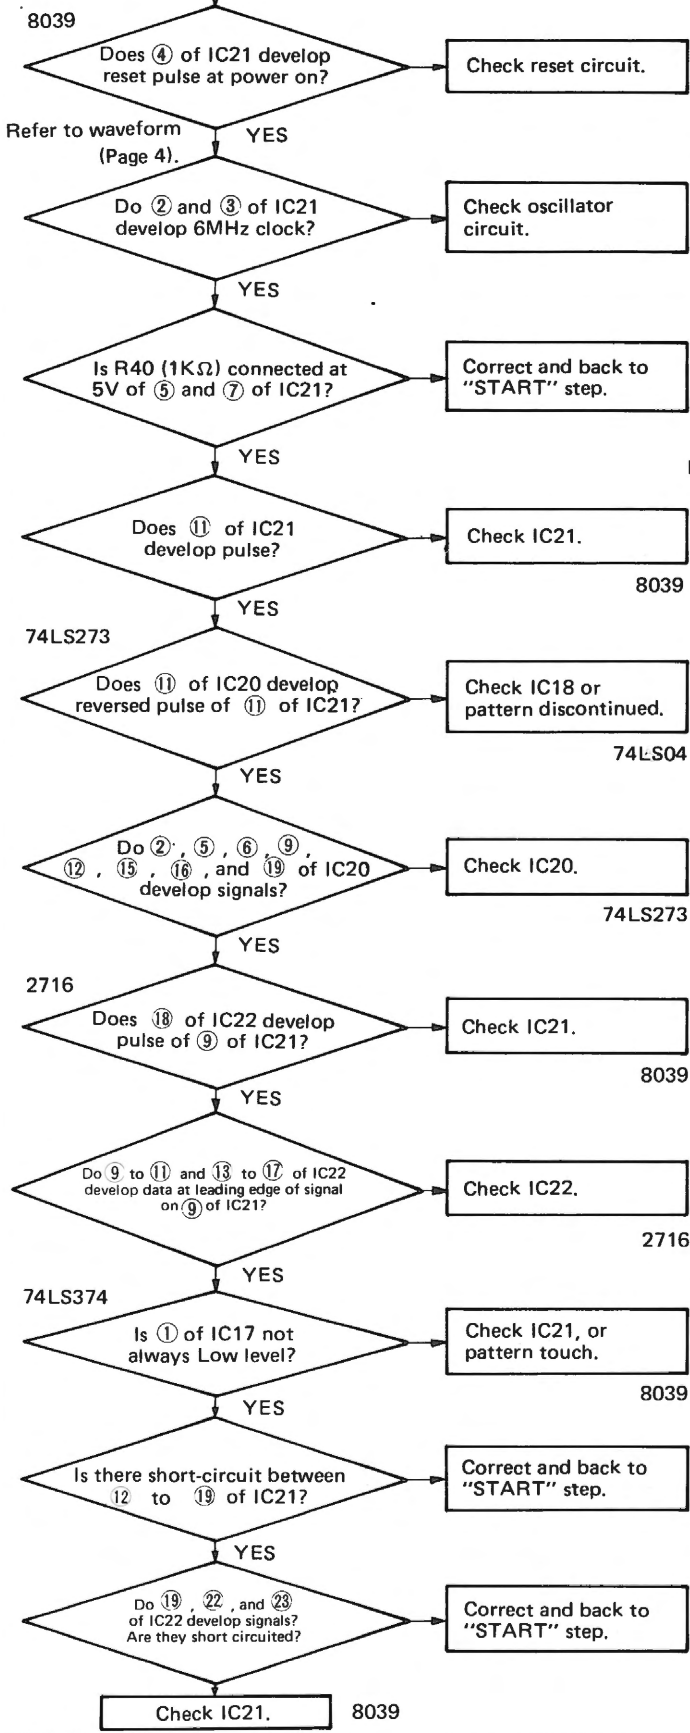 8039
Does ④ of IC21 develop
reset pulse at power on?
Check reset circuit.
Refer to waveform
(Page 4).
YES
Do ② and ③ of IC21
develop 6MHz clock?
Check oscillator
circuit.
YES
Is R40 (1KΩ) connected at
5V of ⑤ and ⑦ of IC21?
Correct and back to
"START" step.
YES
Does ⑪ of IC21
develop pulse?
Check IC21.
8039
YES
74LS273
Does ⑪ of IC20 develop
reversed pulse of ⑪ of IC21?
Check IC18 or
pattern discontinued.
74LS04
YES
Do ②, ⑤, ⑥, ⑨,
⑫, ⑮, ⑯, and ⑲ of IC20
develop signals?
Check IC20.
74LS273
YES
2716
Does ⑱ of IC22 develop
pulse of ⑨ of IC21?
Check IC21.
8039
YES
Do ⑨ to ⑪ and ⑬ to ⑰ of IC22
develop data at leading edge of signal
on ⑨ of IC21?
Check IC22.
2716
YES
74LS374
Is ① of IC17 not
always Low level?
Check IC21, or
pattern touch.
8039
YES
Is there short-circuit between
⑫ to ⑲ of IC21?
Correct and back to
"START" step.
YES
Do ⑲, ㉒, and ㉓
of IC22 develop signals?
Are they short circuited?
Correct and back to
"START" step.
Check IC21.
8039